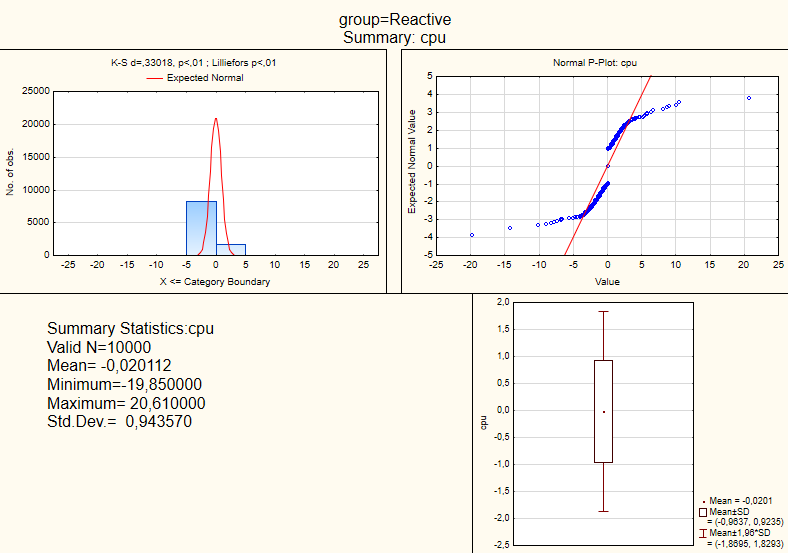 group=Reactive
Summary: cpu
K-S d=,33018, p<,01 ; Lilliefors p<,01
Expected Normal
25000
20000
15000
10000
5000
0
No. of obs.
-25 -20 -15 -10 -5 0 5 10 15 20 25
X <= Category Boundary
Normal P-Plot: cpu
5
4
3
2
1
0
-1
-2
-3
-4
-5
Expected Normal Value
-25 -20 -15 -10 -5 0 5 10 15 20 25
Value
Summary Statistics:cpu
Valid N=10000
Mean= -0,020112
Minimum=-19,850000
Maximum= 20,610000
Std.Dev.= 0,943570
2,0
1,5
1,0
0,5
0,0
-0,5
-1,0
-1,5
-2,0
-2,5
cpu
Mean = -0,0201
Mean±SD
= (-0,9637, 0,9235)
Mean±1,96*SD
= (-1,8695, 1,8293)